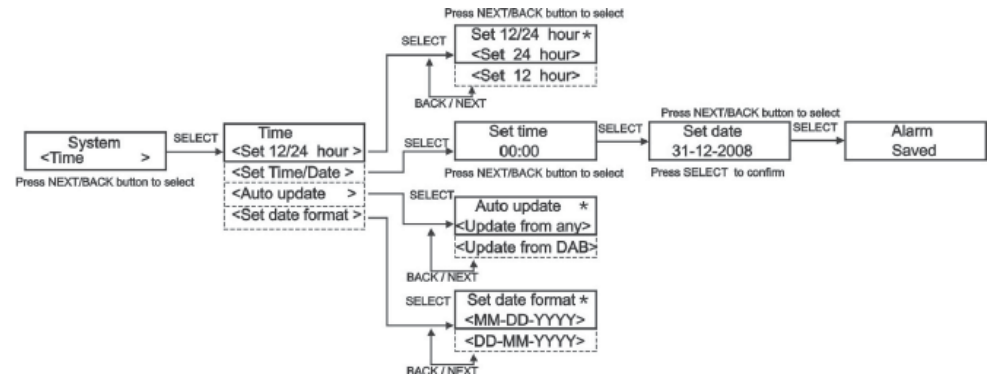 Press NEXT/BACK button to select
SELECT
Set 12/24 hour *
<Set 24 hour>
<Set 12 hour>
BACK / NEXT
System
<Time >
Press NEXT/BACK button to select
SELECT
Time
<Set 12/24 hour >
<Set Time/Date >
<Auto update >
<Set date format >
SELECT
Set time
00:00
Press NEXT/BACK button to select
SELECT
Press NEXT/BACK button to select
Set date
31-12-2008
Press SELECT to confirm
SELECT
Alarm
Saved
SELECT
Auto update *
<Update from any>
<Update from DAB>
BACK / NEXT
SELECT
Set date format *
<MM-DD-YYYY>
<DD-MM-YYYY>
BACK / NEXT